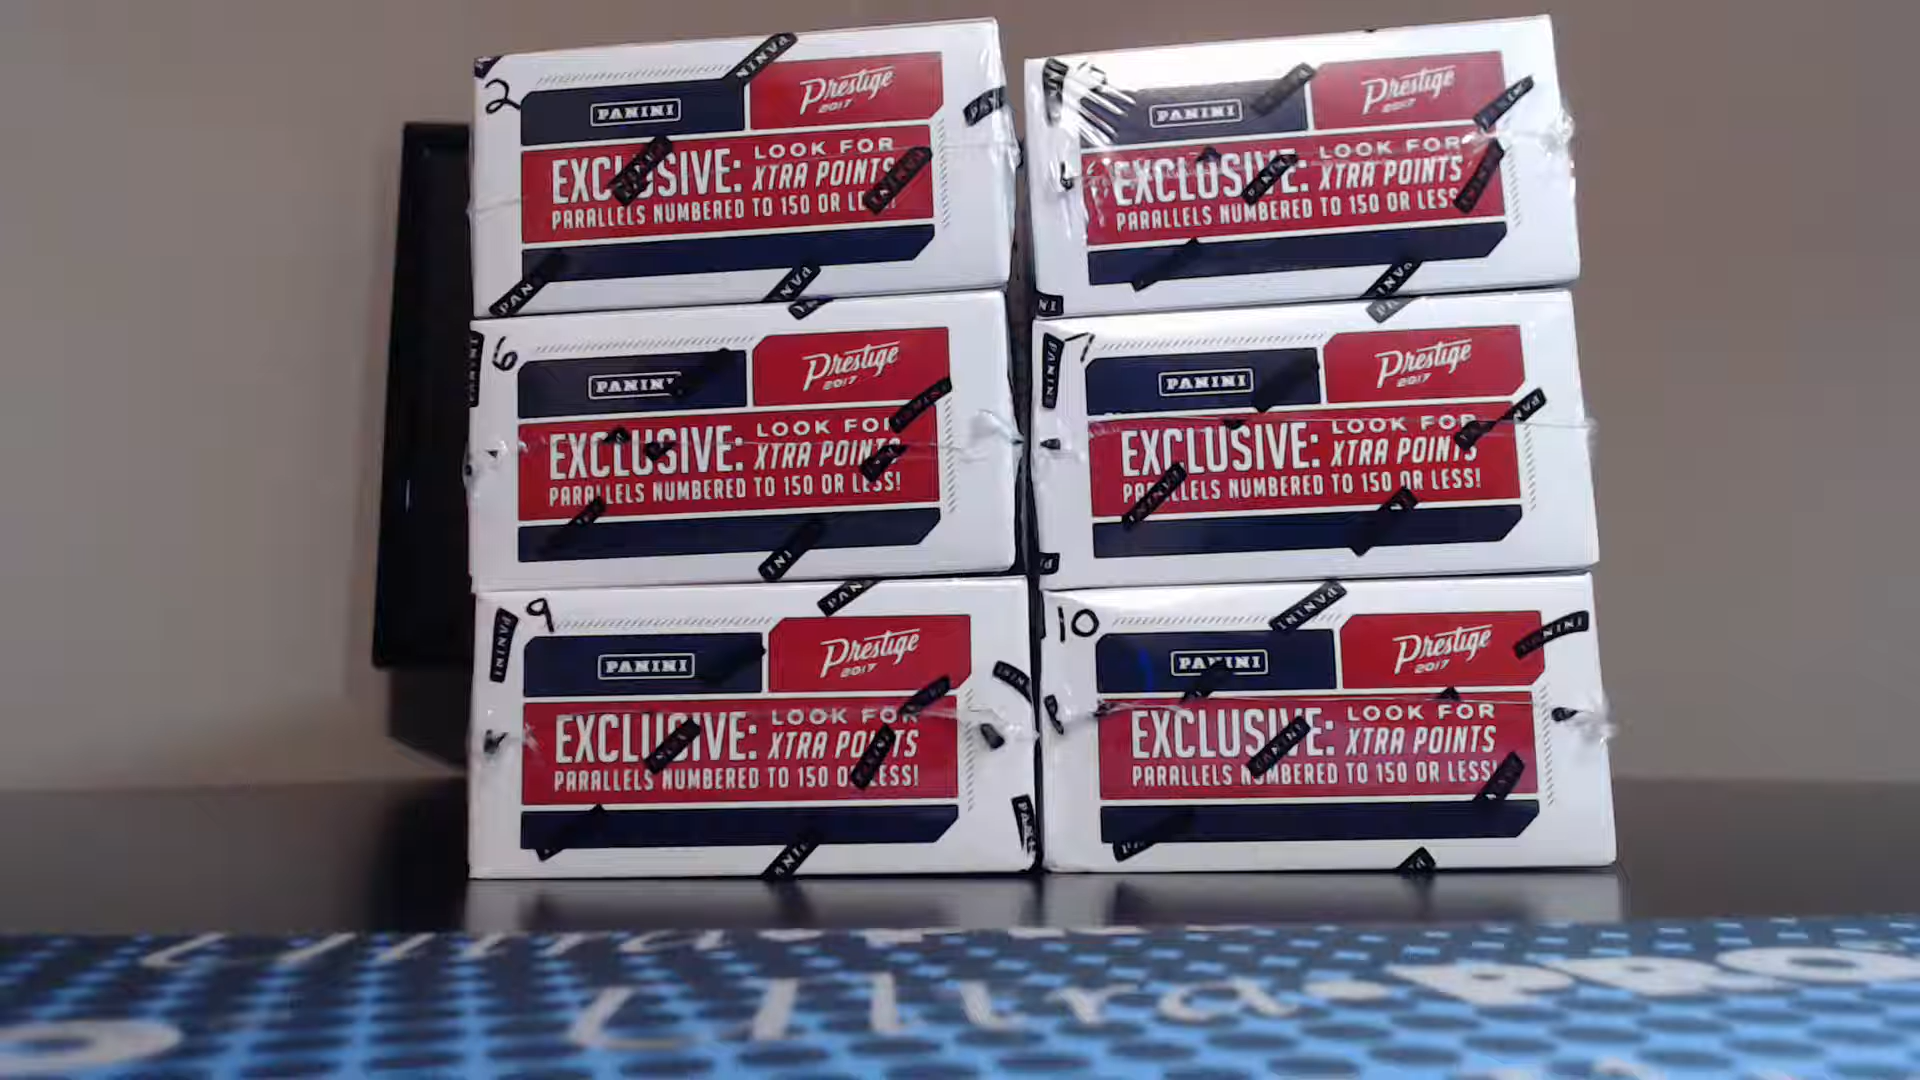 2
PANINI
Prestige
2017
EXCLUSIVE: LOOK FOR
XTRA POINTS
PARALLELS NUMBERED TO 150 OR LESS!
PANINI
Prestige
2017
EXCLUSIVE: LOOK FOR
XTRA POINTS
PARALLELS NUMBERED TO 150 OR LESS!
6
PANINI
Prestige
2017
EXCLUSIVE: LOOK FOR
XTRA POINTS
PARALLELS NUMBERED TO 150 OR LESS!
7
PANINI
Prestige
2017
EXCLUSIVE: LOOK FOR
XTRA POINTS
PARALLELS NUMBERED TO 150 OR LESS!
9
PANINI
Prestige
2017
EXCLUSIVE: LOOK FOR
XTRA POINTS
PARALLELS NUMBERED TO 150 OR LESS!
10
PANINI
Prestige
2017
EXCLUSIVE: LOOK FOR
XTRA POINTS
PARALLELS NUMBERED TO 150 OR LESS!
Ultra•PRO